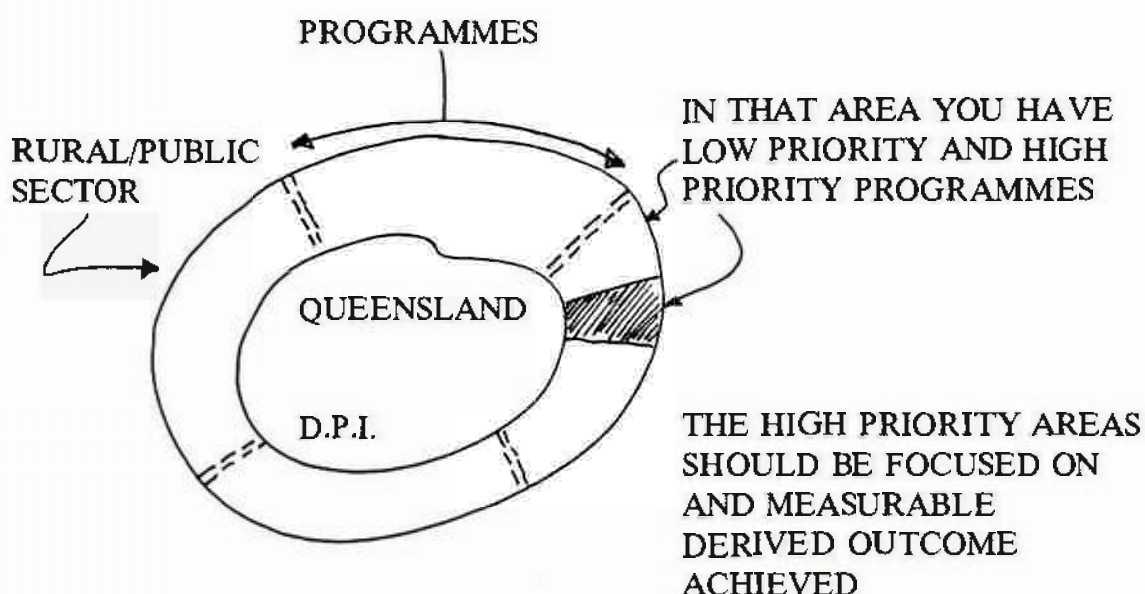 PROGRAMMES
RURAL/PUBLIC
SECTOR
IN THAT AREA YOU HAVE
LOW PRIORITY AND HIGH
PRIORITY PROGRAMMES
QUEENSLAND
D.P.I.
THE HIGH PRIORITY AREAS
SHOULD BE FOCUSED ON
AND MEASURABLE
DERIVED OUTCOME
ACHIEVED